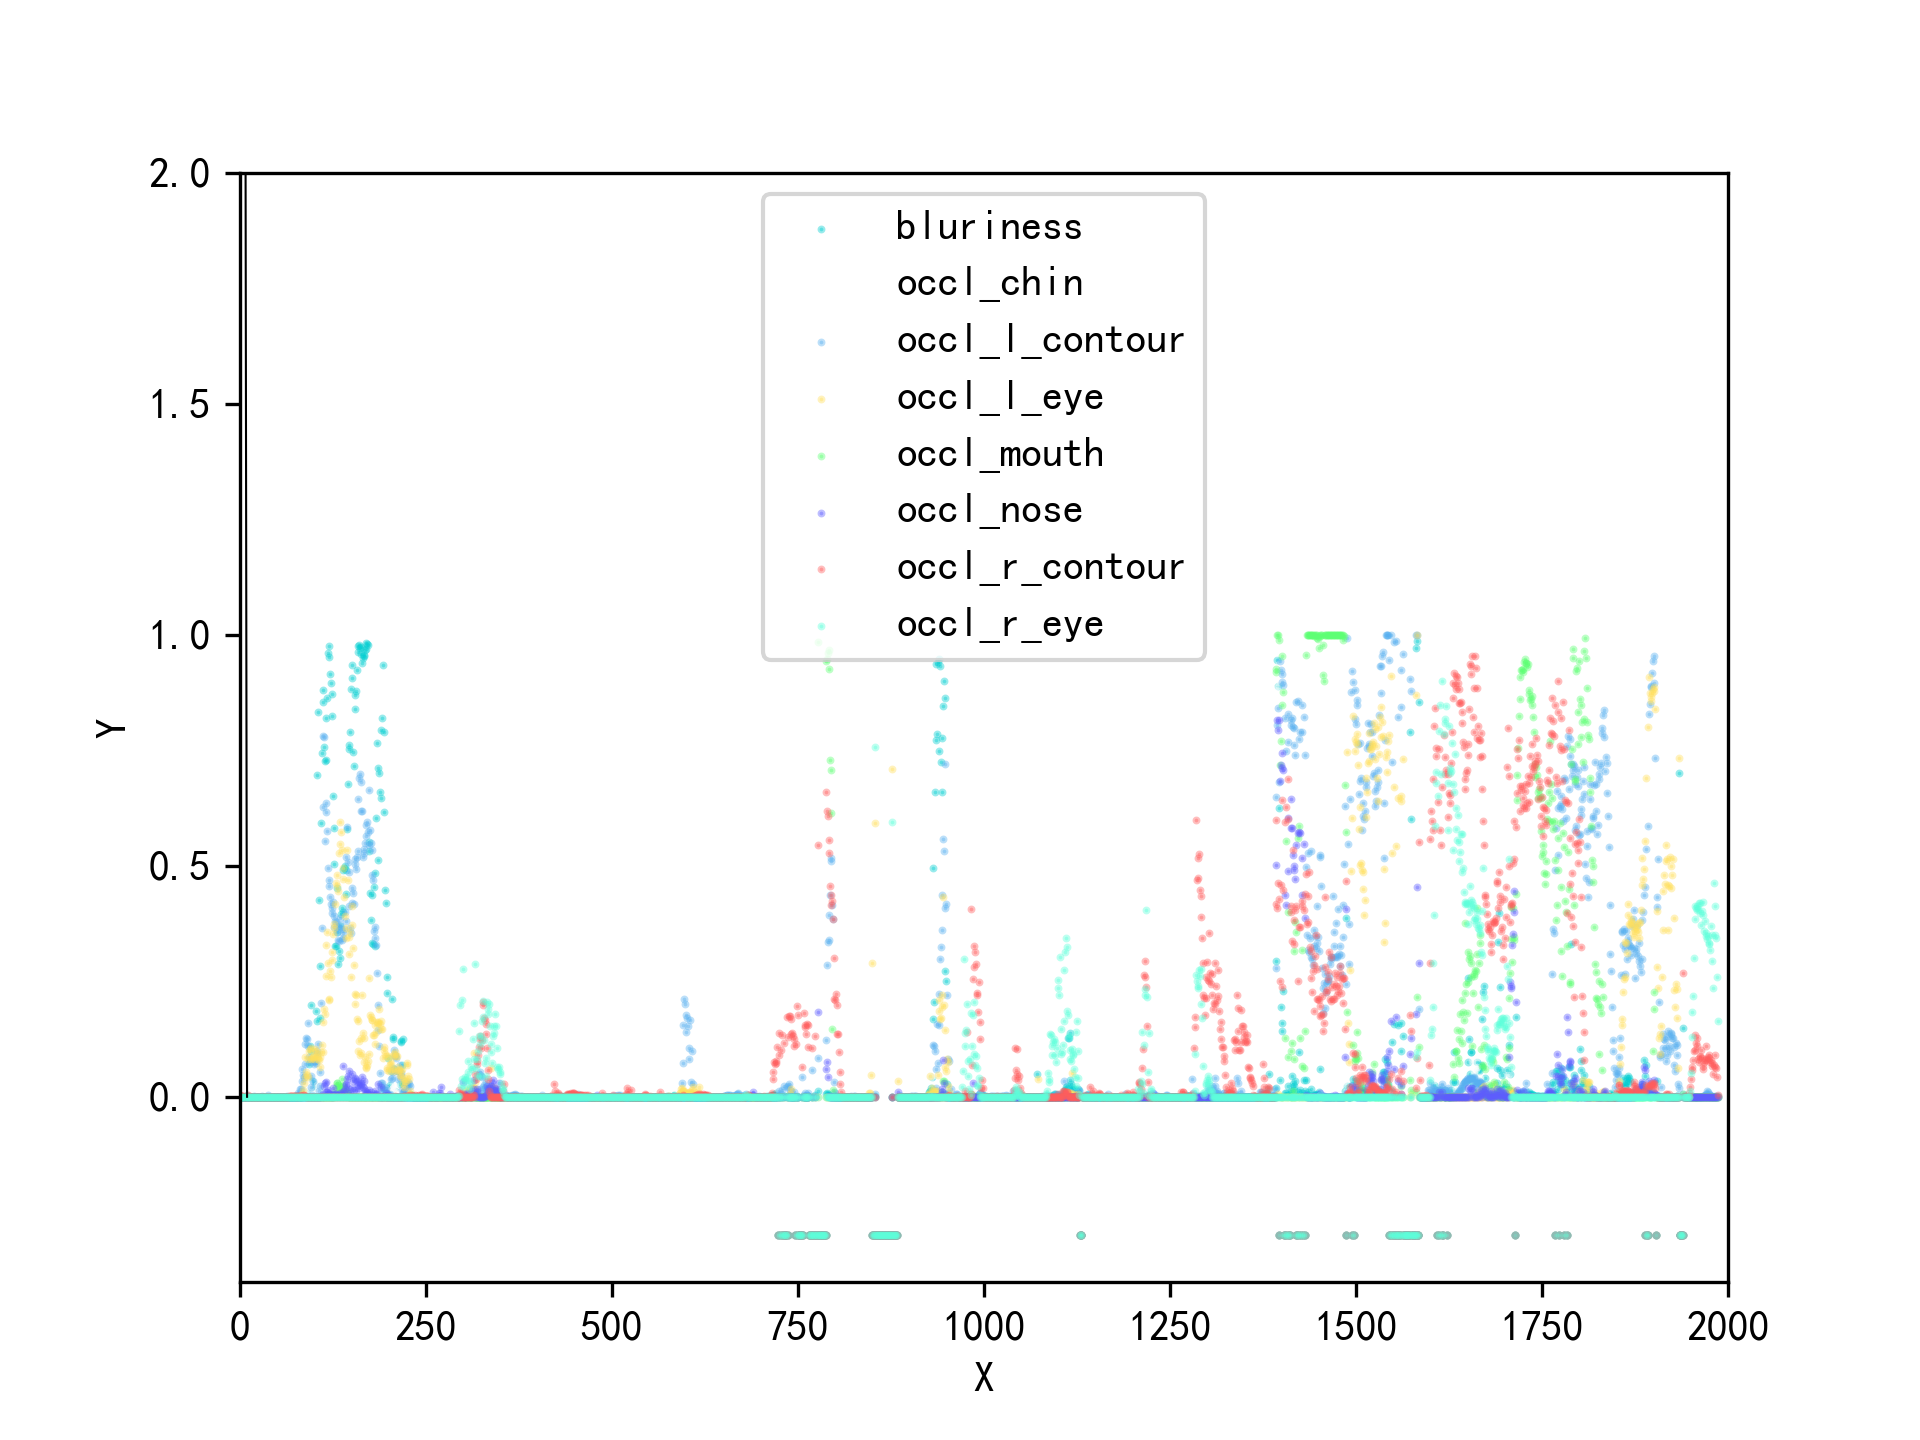 2.0
bluriness
occl_chin
occl_l_contour
occl_l_eye
occl_mouth
occl_nose
occl_r_contour
occl_r_eye
1.5
1.0
0.5
0.0
Y
0 250 500 750 1000 1250 1500 1750 2000
X